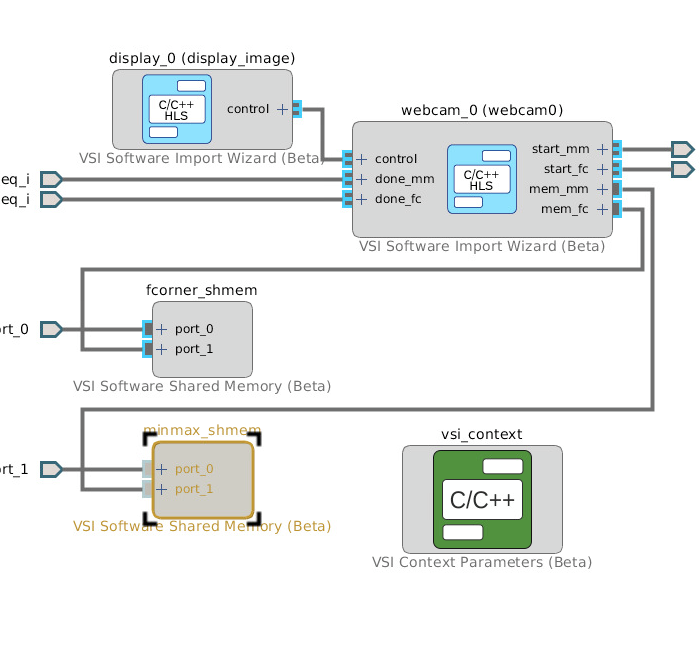 display_0 (display_image)
C/C++
HLS
control
VSI Software Import Wizard (Beta)
webcam_0 (webcam0)
control
done_mm
done_fc
C/C++
HLS
start_mm
start_fc
mem_mm
mem_fc
VSI Software Import Wizard (Beta)
eq_i
eq_i
fcorner_shmem
port_0
port_1
VSI Software Shared Memory (Beta)
ort_0
minmax_shmem
port_0
port_1
VSI Software Shared Memory (Beta)
rt_1
vsi_context
C/C++
VSI Context Parameters (Beta)